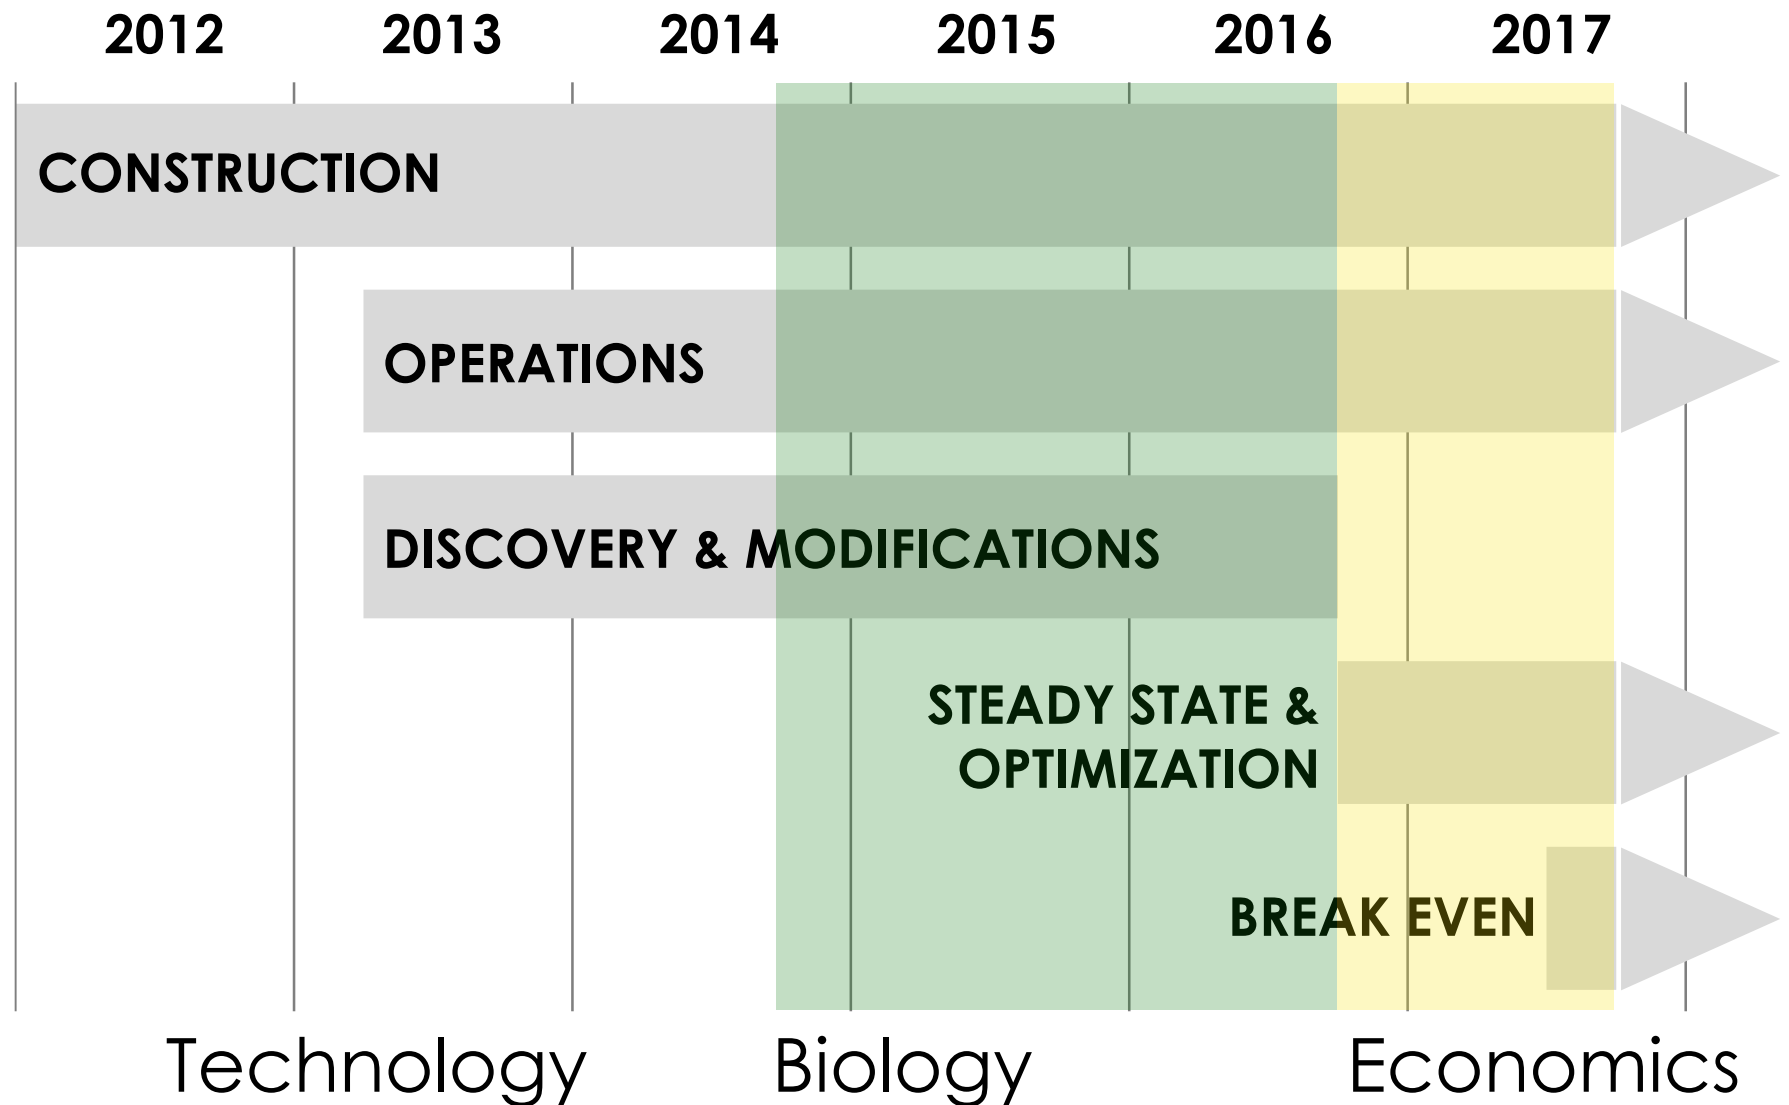 2012 2013 2014 2015 2016 2017
CONSTRUCTION
OPERATIONS
DISCOVERY & MODIFICATIONS
STEADY STATE &
OPTIMIZATION
BREAK EVEN
Technology Biology Economics